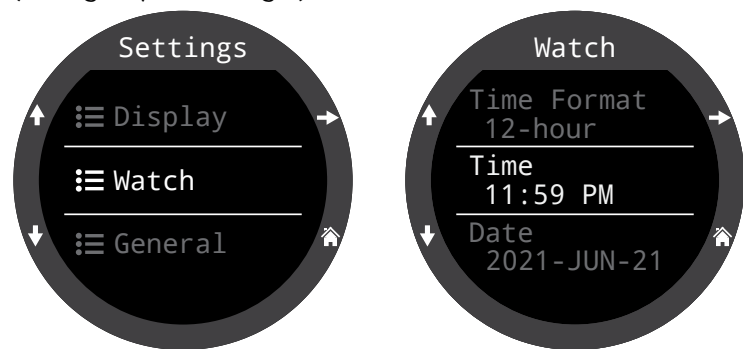 Settings
Display
Watch
General
Watch
Time Format
12-hour
Time
11:59 PM
Date
2021-JUN-21